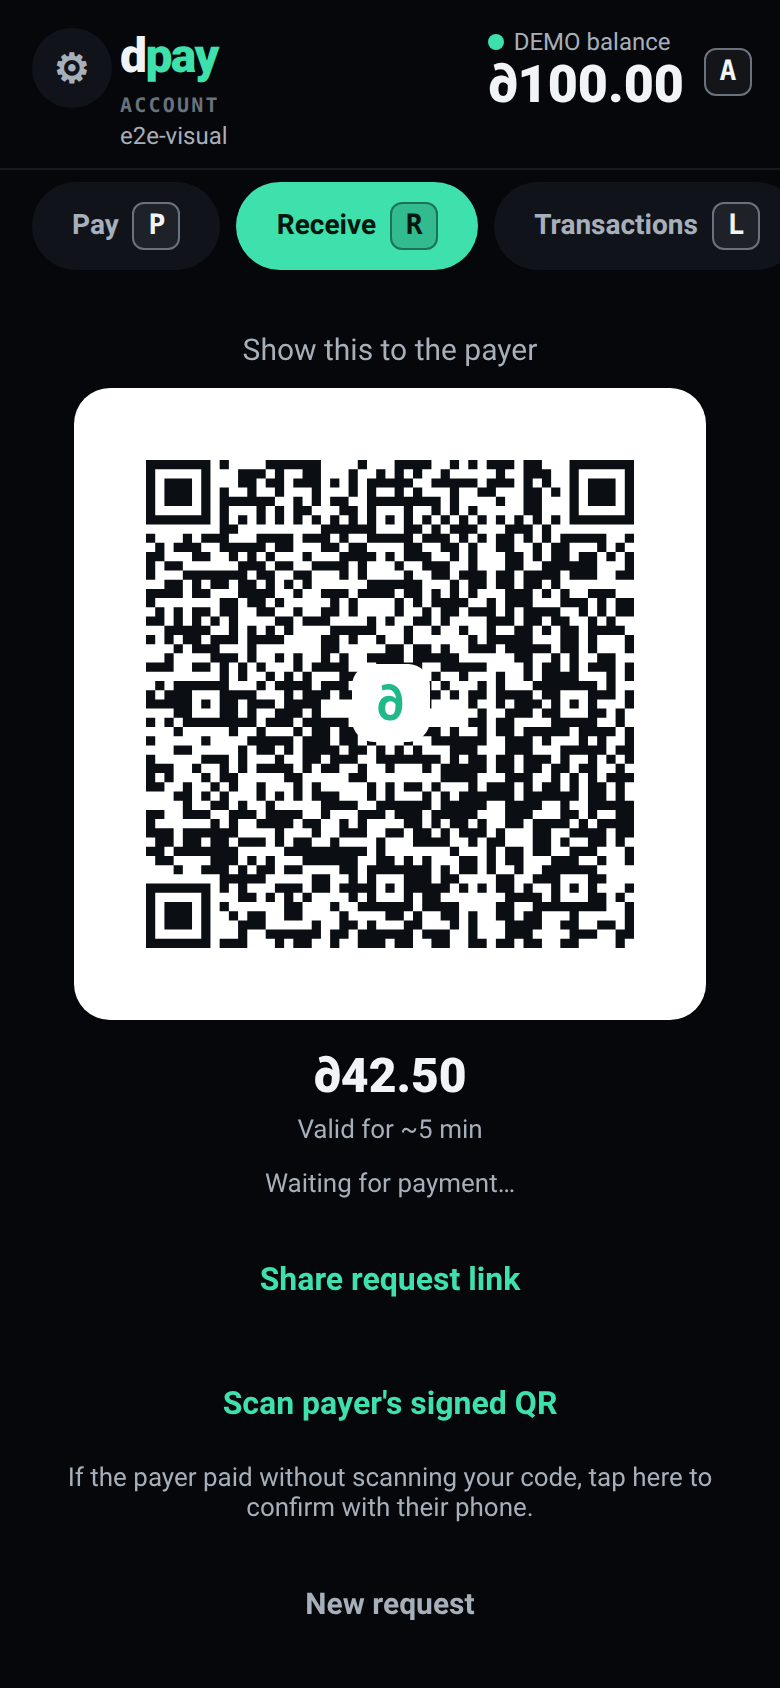 ⚙ dpay
ACCOUNT
e2e-visual
DEMO balance
∂100.00
A
Pay P
Receive R
Transactions L
Show this to the payer
∂
∂42.50
Valid for ~5 min
Waiting for payment…
Share request link
Scan payer's signed QR
If the payer paid without scanning your code, tap here to
confirm with their phone.
New request